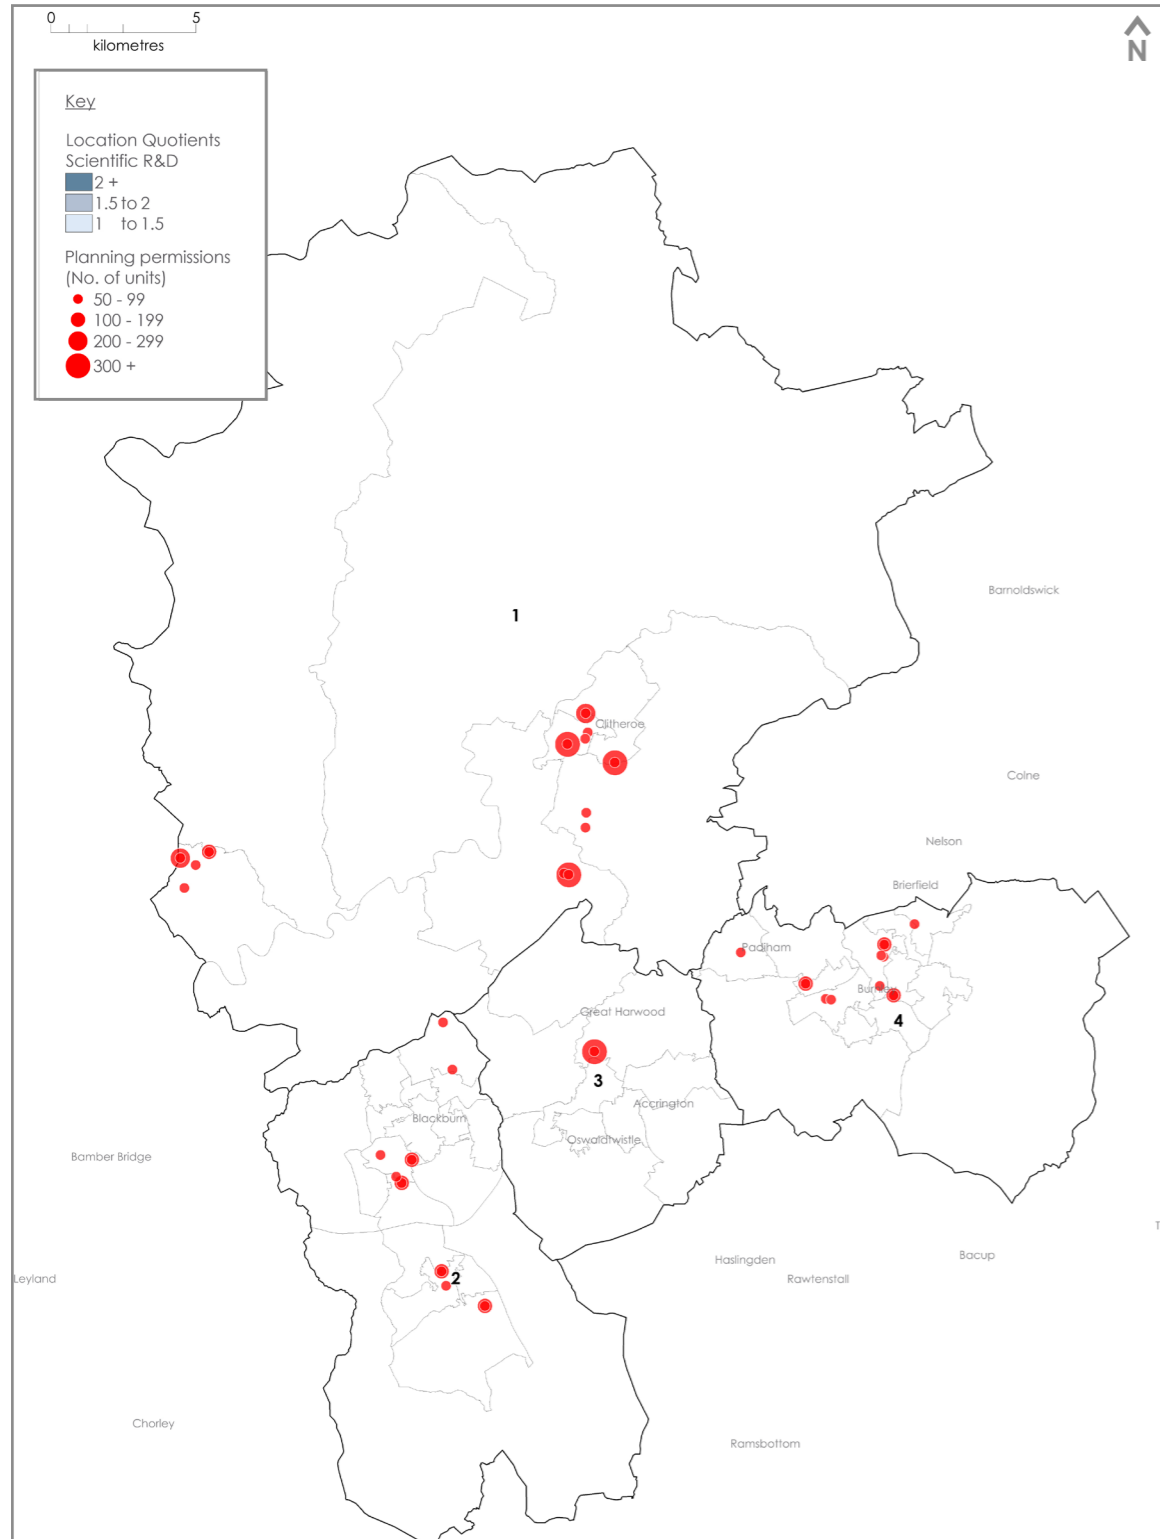 0 5
kilometres
N
Key
Location Quotients
Scientific R&D
2 +
1.5 to 2
1 to 1.5
Planning permissions
(No. of units)
50 - 99
100 - 199
200 - 299
300 +
1
Barnoldswick
Clitheroe
Colne
Nelson
Brierfield
Padiham
Burnley
4
Great Harwood
3
Accrington
Blackburn
Oswaldtwistle
Bamber Bridge
T
Bacup
Haslingden
Rawtenstall
Leyland
2
Chorley
Ramsbottom